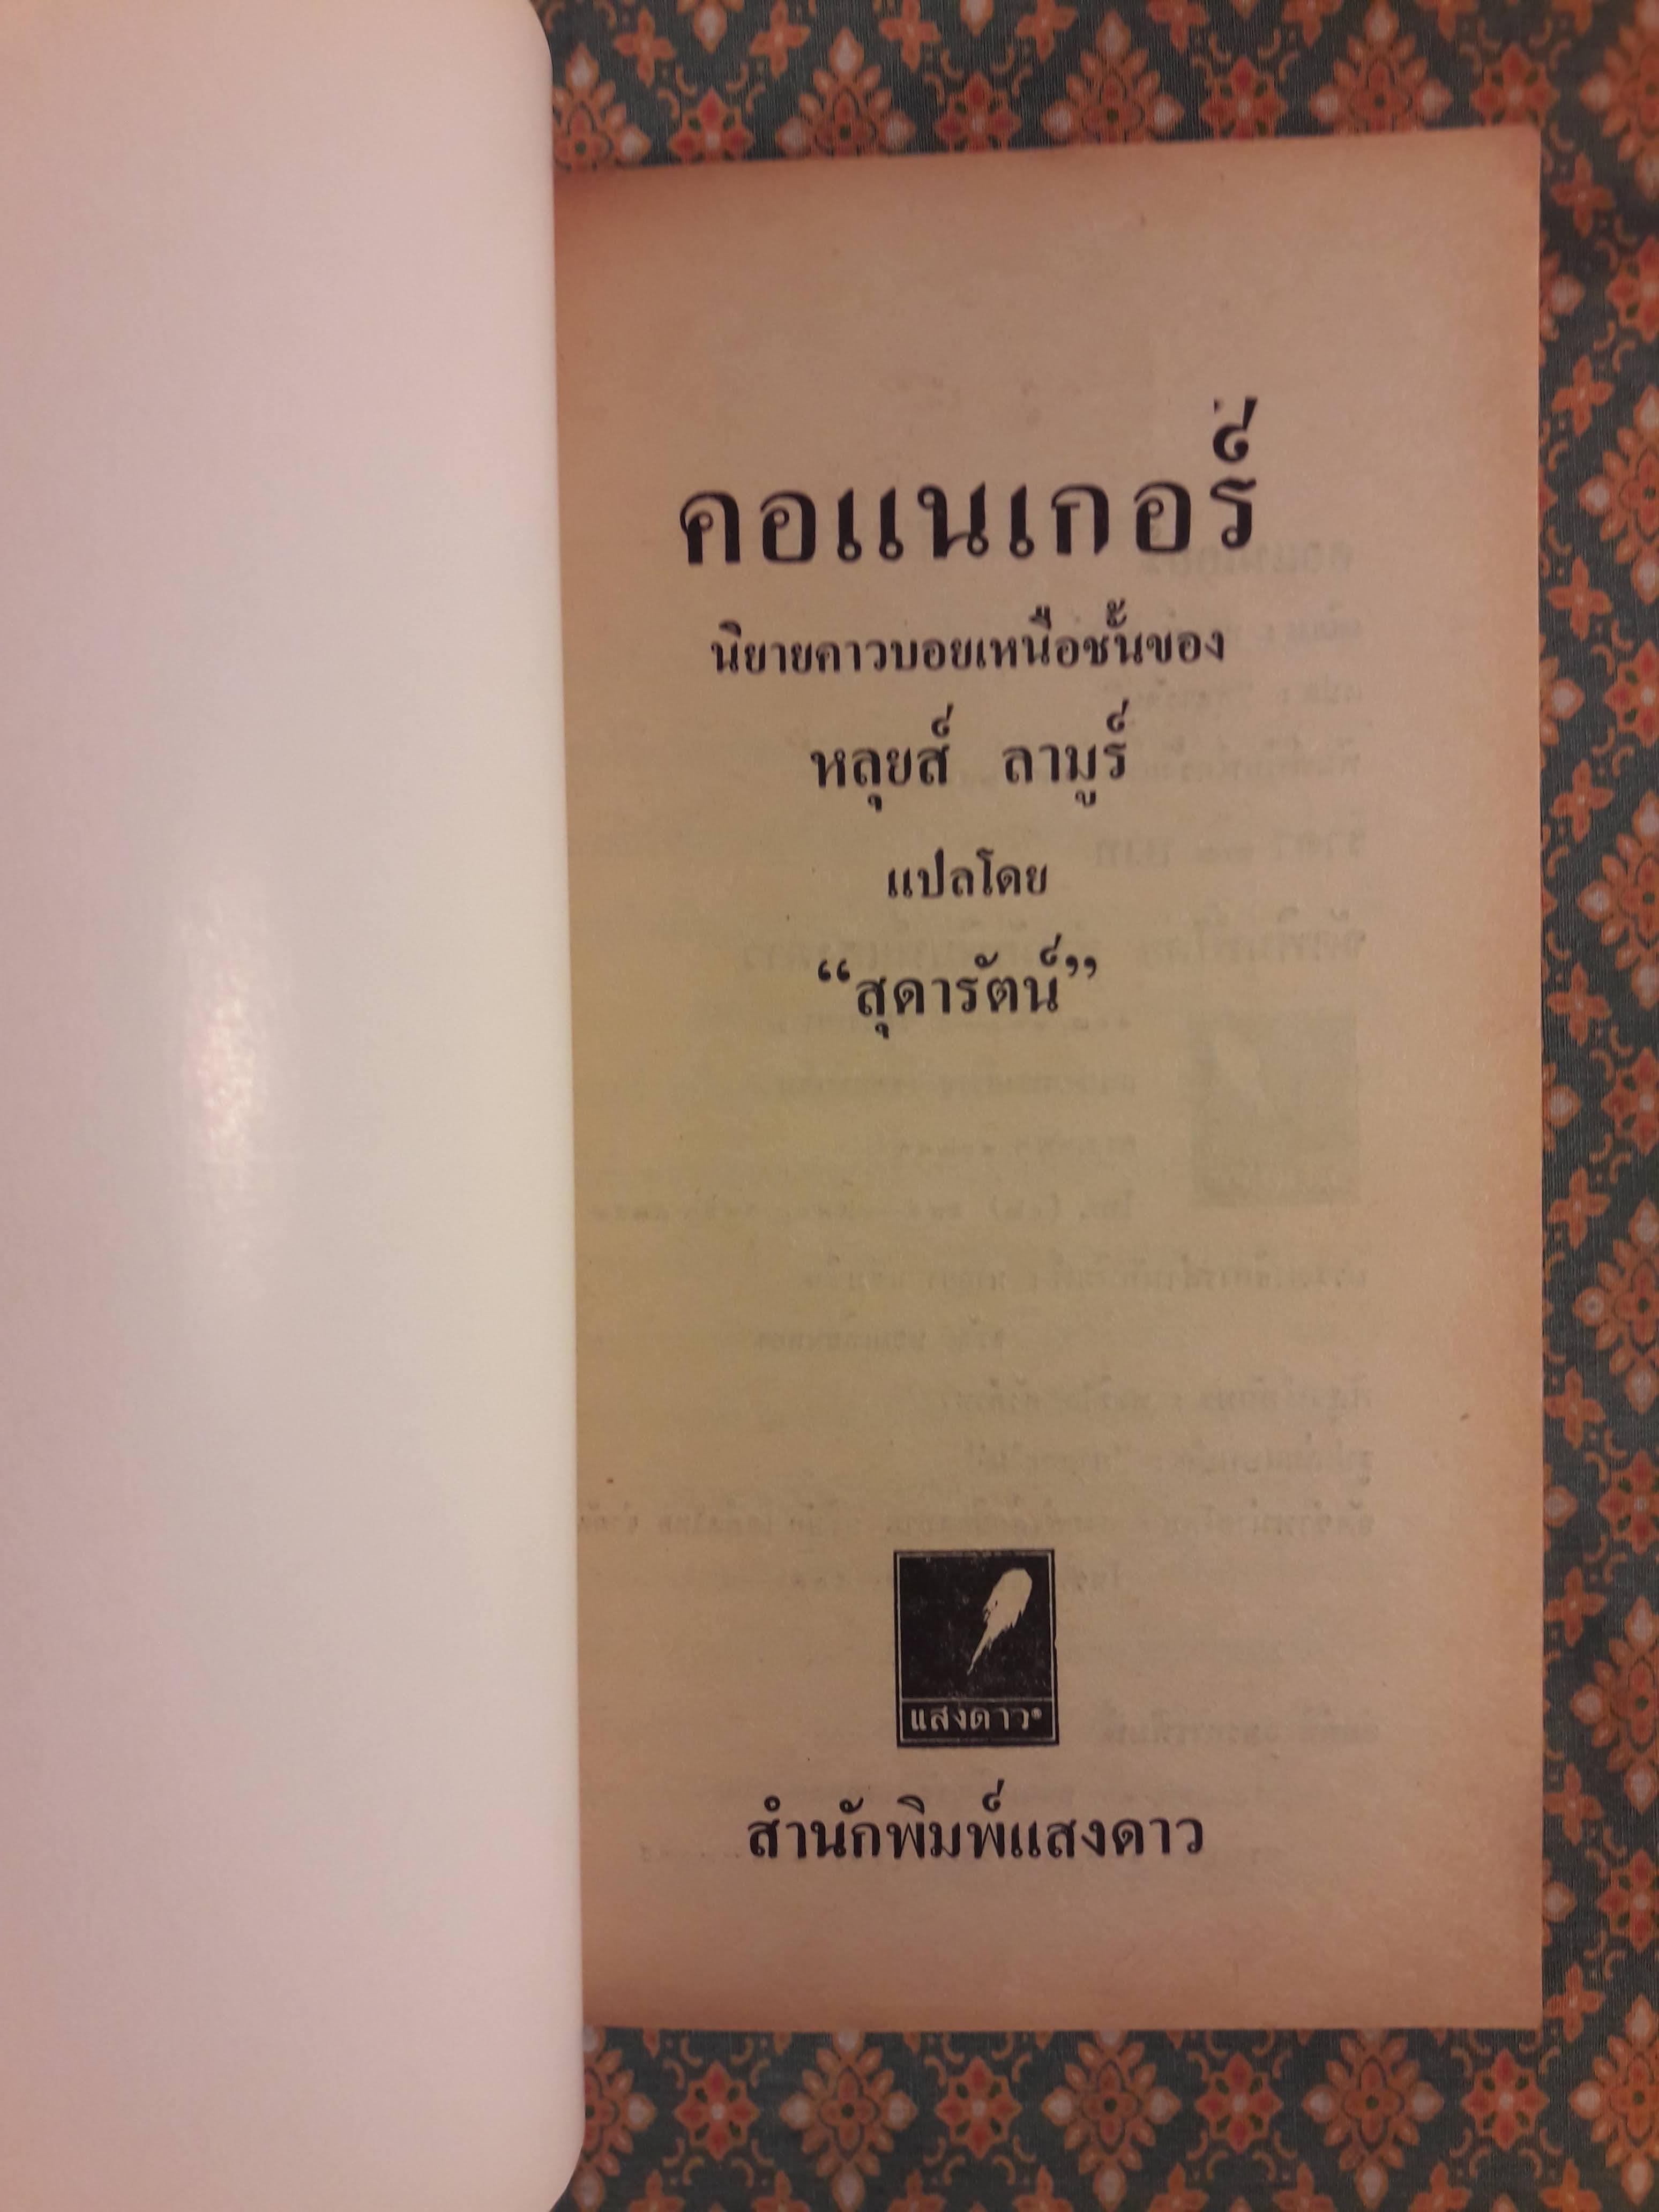 คอแนเกอร์
นิยายคาวบอยเหนือชั้นของ
หลุยส์ ลามูร์
แปลโดย
“สุดารัตน์”
แสงดาว
สำนักพิมพ์แสงดาว